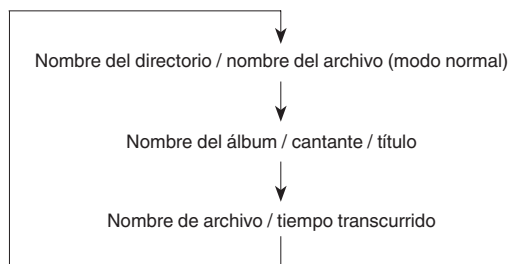 Nombre del directorio / nombre del archivo (modo normal)
Nombre del álbum / cantante / título
Nombre de archivo / tiempo transcurrido